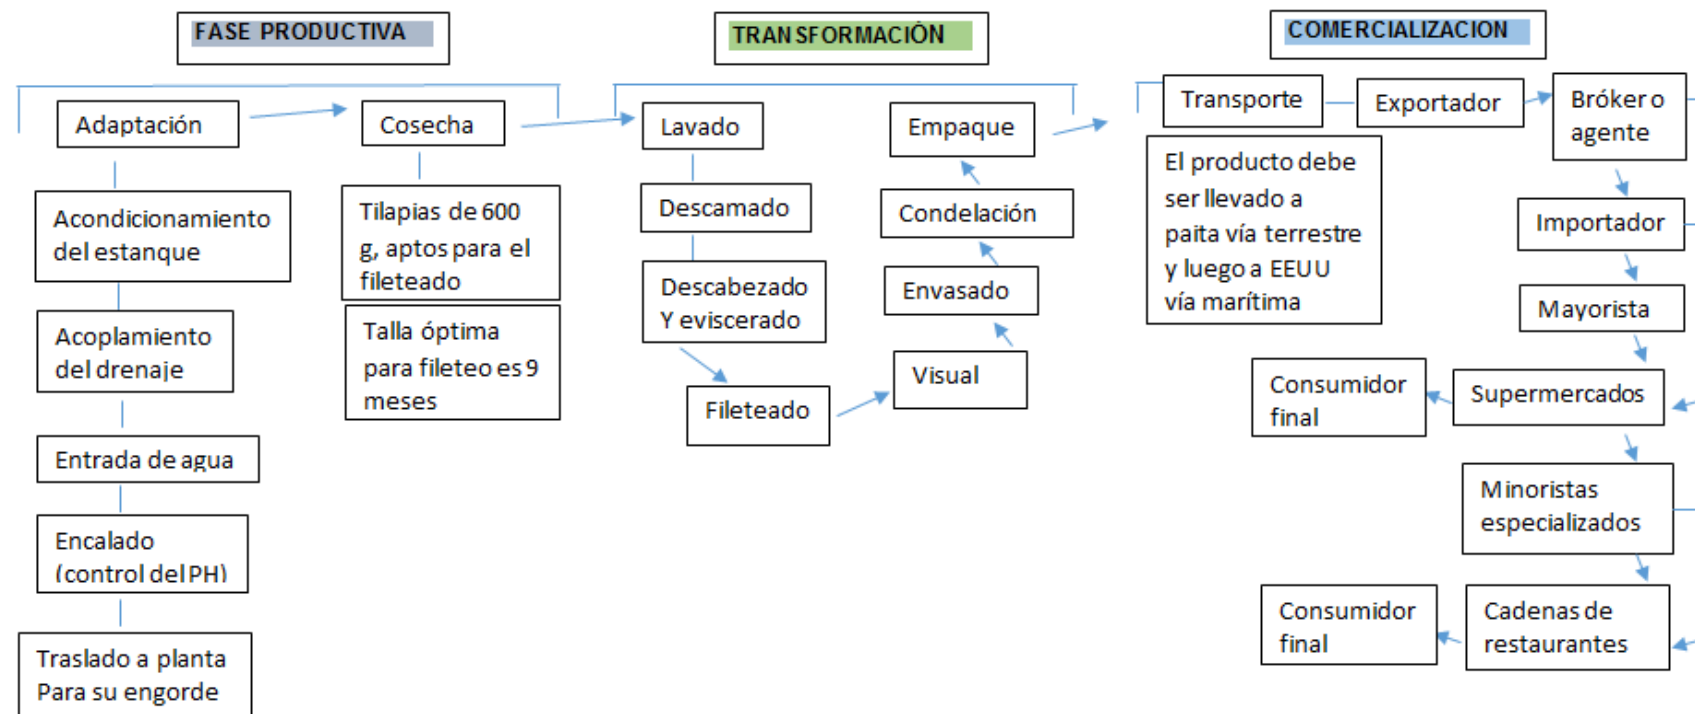 FASE PRODUCTIVA
Adaptación
Acondicionamiento
del estanque
Acoplamiento
del drenaje
Entrada de agua
Encalado
(control del PH)
Traslado a planta
Para su engorde
Cosecha
Tilapias de 600
g, aptos para el
fileteado
Talla óptima
para fileteo es 9
meses
TRANSFORMACIÓN
Lavado
Descamado
Descabezado
Y eviscerado
Fileteado
Visual
Envasado
Condelación
Empaque
COMERCIALIZACION
Transporte
El producto debe
ser llevado a
paita vía terrestre
y luego a EEUU
vía marítima
Exportador
Bróker o
agente
Importador
Mayorista
Supermercados
Consumidor
final
Minoristas
especializados
Cadenas de
restaurantes
Consumidor
final